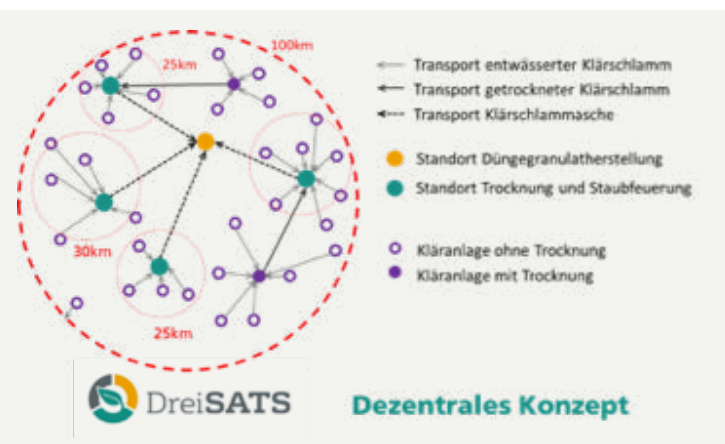 100km
25km
Transport entwässerter Klärschlamm
Transport getrockneter Klärschlamm
Transport Klärschlammasche
Standort Düngegranulatherstellung
Standort Trocknung und Staubfeuerung
30km
Kläranlage ohne Trocknung
Kläranlage mit Trocknung
25km
DreiSATS
Dezentrales Konzept